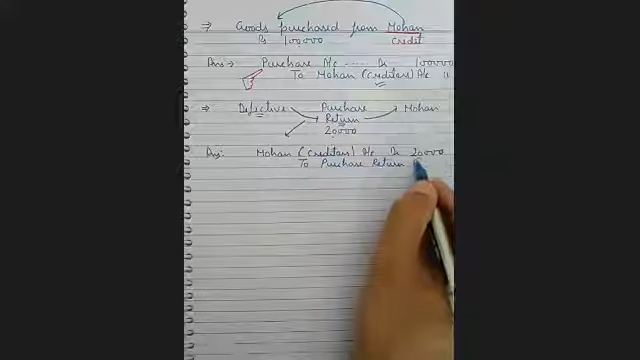 ⇒ Goods purchased from Mohan
Rs 100000 credit
Ans:→ Purchase A/c ..... Dr 100000
To Mohan (creditors) A/c
⇒ Defective Purchase Mohan
Return
20000
Ans: Mohan (creditors) A/c Dr 20000
To Purchase Return